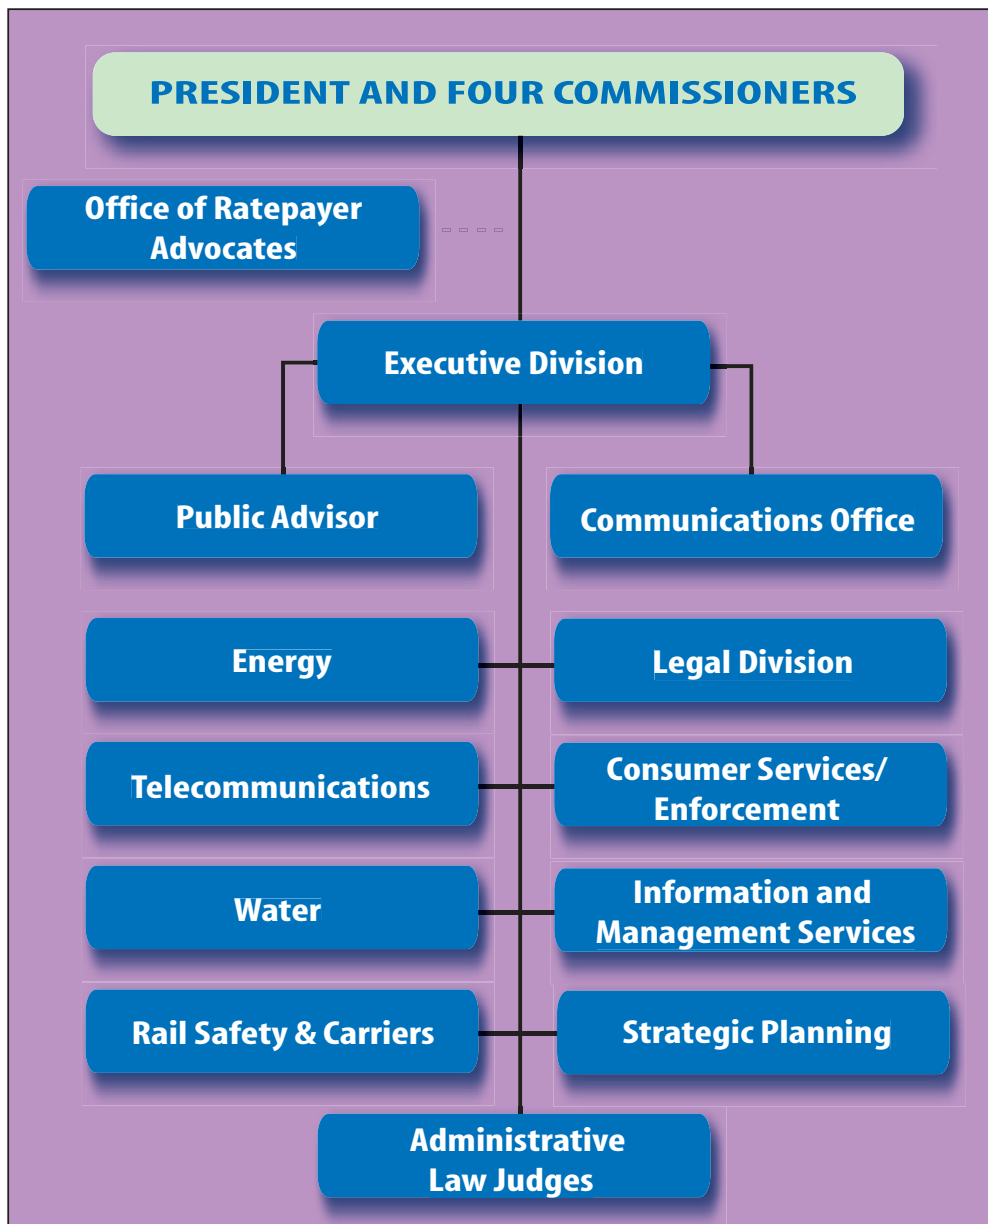 PRESIDENT AND FOUR COMMISSIONERS
Office of Ratepayer
Advocates
Executive Division
Public Advisor
Communications Office
Energy
Legal Division
Telecommunications
Consumer Services/
Enforcement
Water
Information and
Management Services
Rail Safety & Carriers
Strategic Planning
Administrative
Law Judges